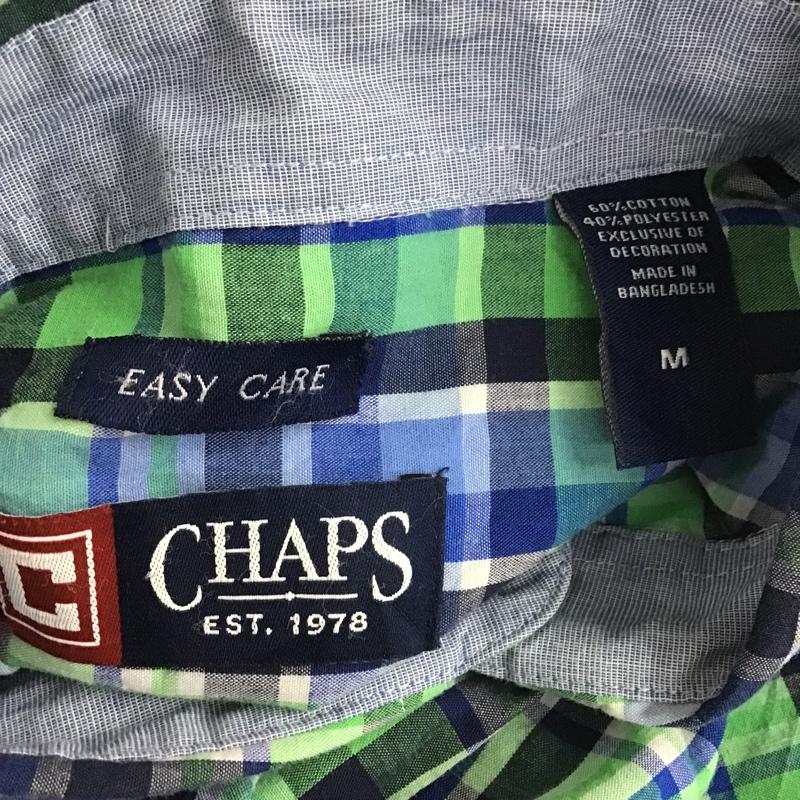 60% COTTON
40% POLYESTER
EXCLUSIVE OF
DECORATION
MADE IN
BANGLADESH
M
EASY CARE
C
CHAPS
EST. 1978